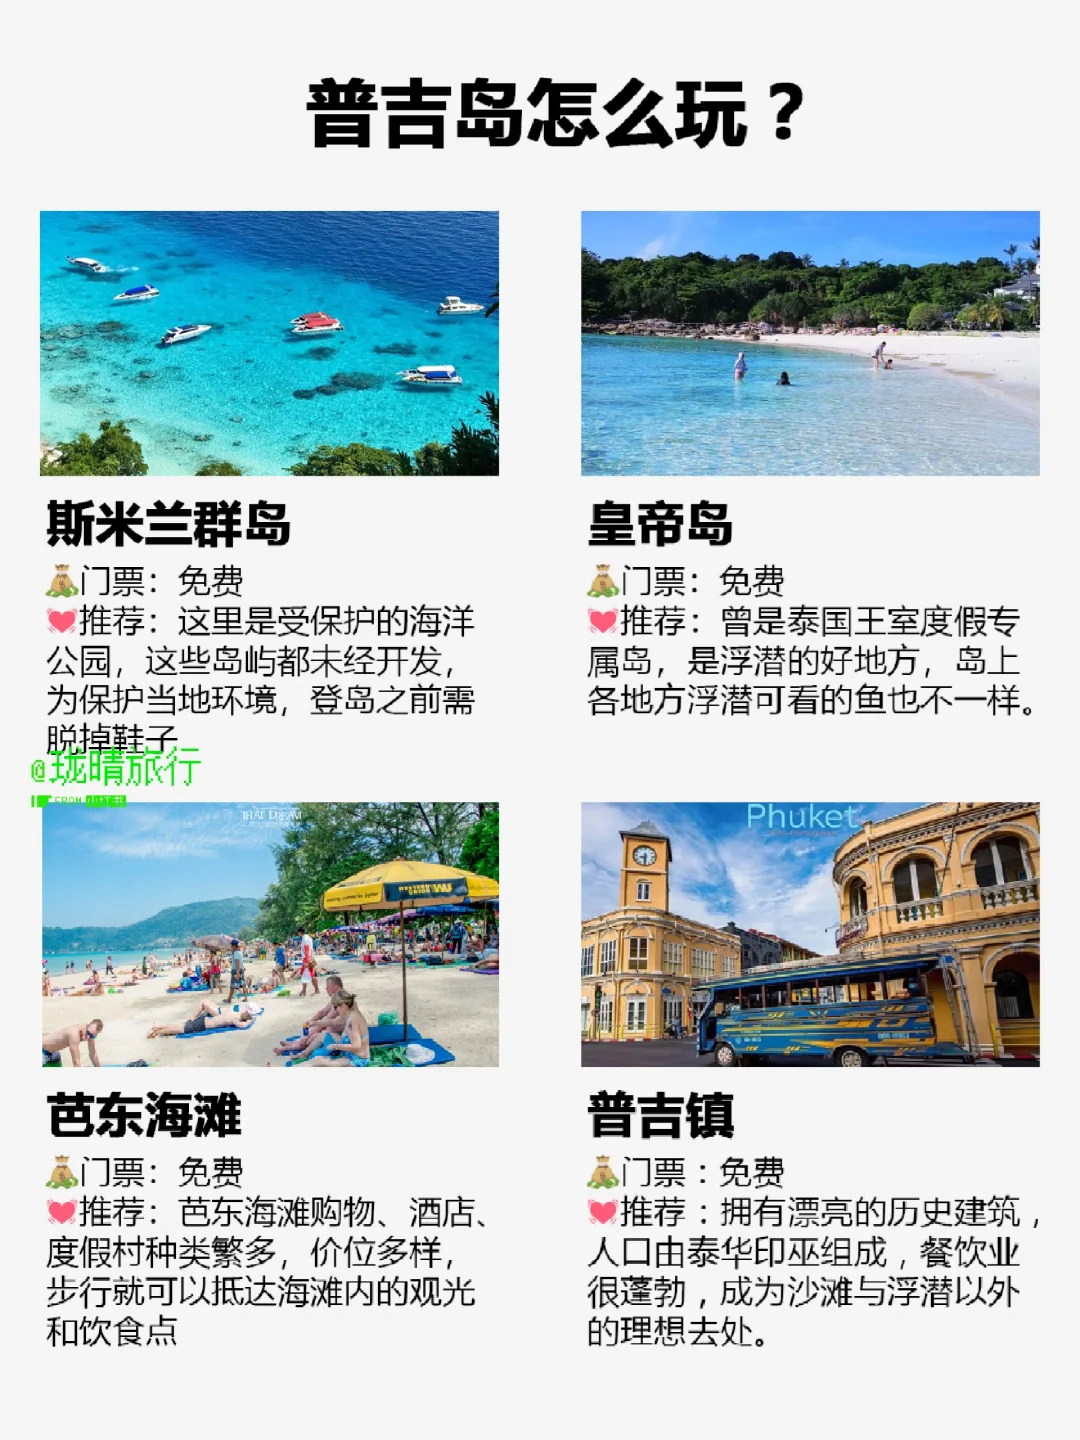 普吉岛怎么玩？
斯米兰群岛
门票：免费
推荐：这里是受保护的海洋
公园，这些岛屿都未经开发，
为保护当地环境，登岛之前需
脱掉鞋子
@珑晴旅行
皇帝岛
门票：免费
推荐：曾是泰国王室度假专
属岛，是浮潜的好地方，岛上
各地方浮潜可看的鱼也不一样。
THAI DREAM
WESTERN
UNION WU
芭东海滩
门票：免费
推荐：芭东海滩购物、酒店、
度假村种类繁多，价位多样，
步行就可以抵达海滩内的观光
和饮食点
Phuket
普吉镇
门票：免费
推荐：拥有漂亮的历史建筑，
人口由泰华印巫组成，餐饮业
很蓬勃，成为沙滩与浮潜以外
的理想去处。